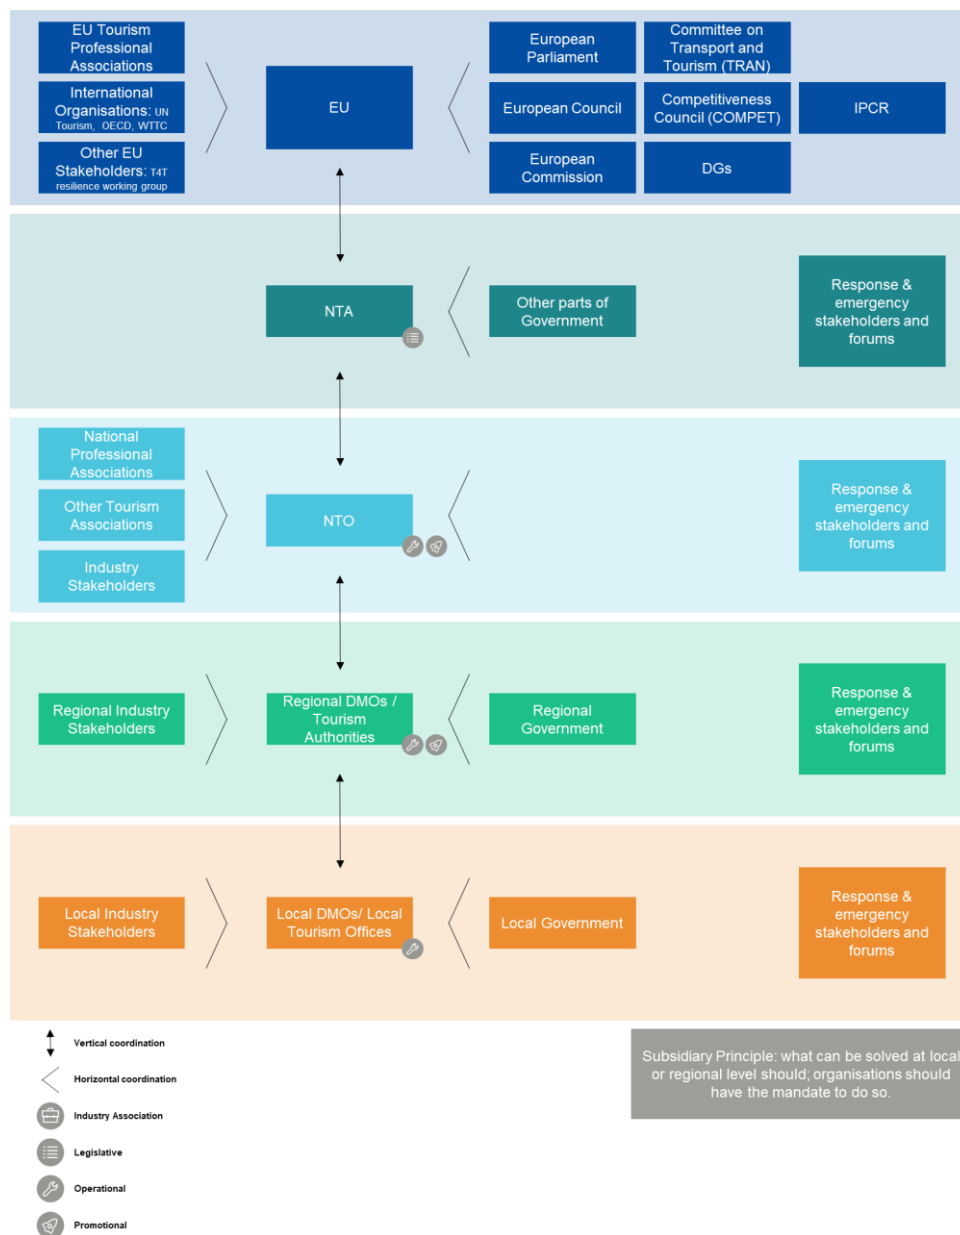 EU Tourism
Professional
Associations
International
Organisations: UN
Tourism, OECD, WTTC
Other EU
Stakeholders: T4T
resilience working group
EU
European
Parliament
Committee on
Transport and
Tourism (TRAN)
European Council
Competitiveness
Council (COMPET)
IPCR
European
Commission
DGs
NTA
Other parts of
Government
Response &
emergency
stakeholders and
forums
National
Professional
Associations
Other Tourism
Associations
Industry
Stakeholders
NTO
Response &
emergency
stakeholders and
forums
Regional Industry
Stakeholders
Regional DMOs /
Tourism
Authorities
Regional
Government
Response &
emergency
stakeholders and
forums
Local Industry
Stakeholders
Local DMOs/ Local
Tourism Offices
Local Government
Response &
emergency
stakeholders and
forums
Vertical coordination
Horizontal coordination
Industry Association
Legislative
Operational
Promotional
Subsidiary Principle: what can be solved at local
or regional level should; organisations should
have the mandate to do so.